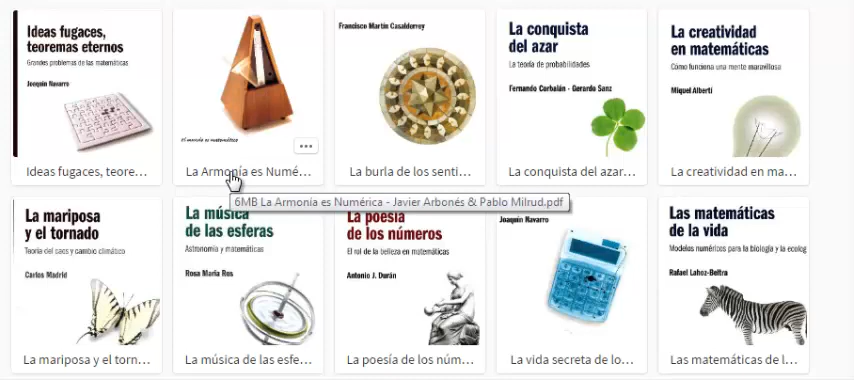 Ideas fugaces,
teoremas eternos
Grandes problemas de las matemáticas
Joaquín Navarro
Ideas fugaces, teore…
El mundo es matemático
La Armonía es Numé…
Francisco Martín Casalderrey
La burla de los senti…
La conquista
del azar
La teoría de probabilidades
Fernando Corbalán · Gerardo Sanz
La conquista del azar…
La creatividad
en matemáticas
Cómo funciona una mente maravillosa
Miquel Albertí
La creatividad en ma…
6MB La Armonía es Numérica - Javier Arbonés & Pablo Milrud.pdf
La mariposa
y el tornado
Teoría del caos y cambio climático
Carlos Madrid
La mariposa y el torn…
La música
de las esferas
Astronomía y matemáticas
Rosa María Ros
La música de las esfe…
La poesía
de los números
El rol de la belleza en matemáticas
Antonio J. Durán
La poesía de los núm…
Joaquín Navarro
La vida secreta de lo…
Las matemáticas
de la vida
Modelos numéricos para la biología y la ecolog
Rafael Lahoz-Beltra
Las matemáticas de l…